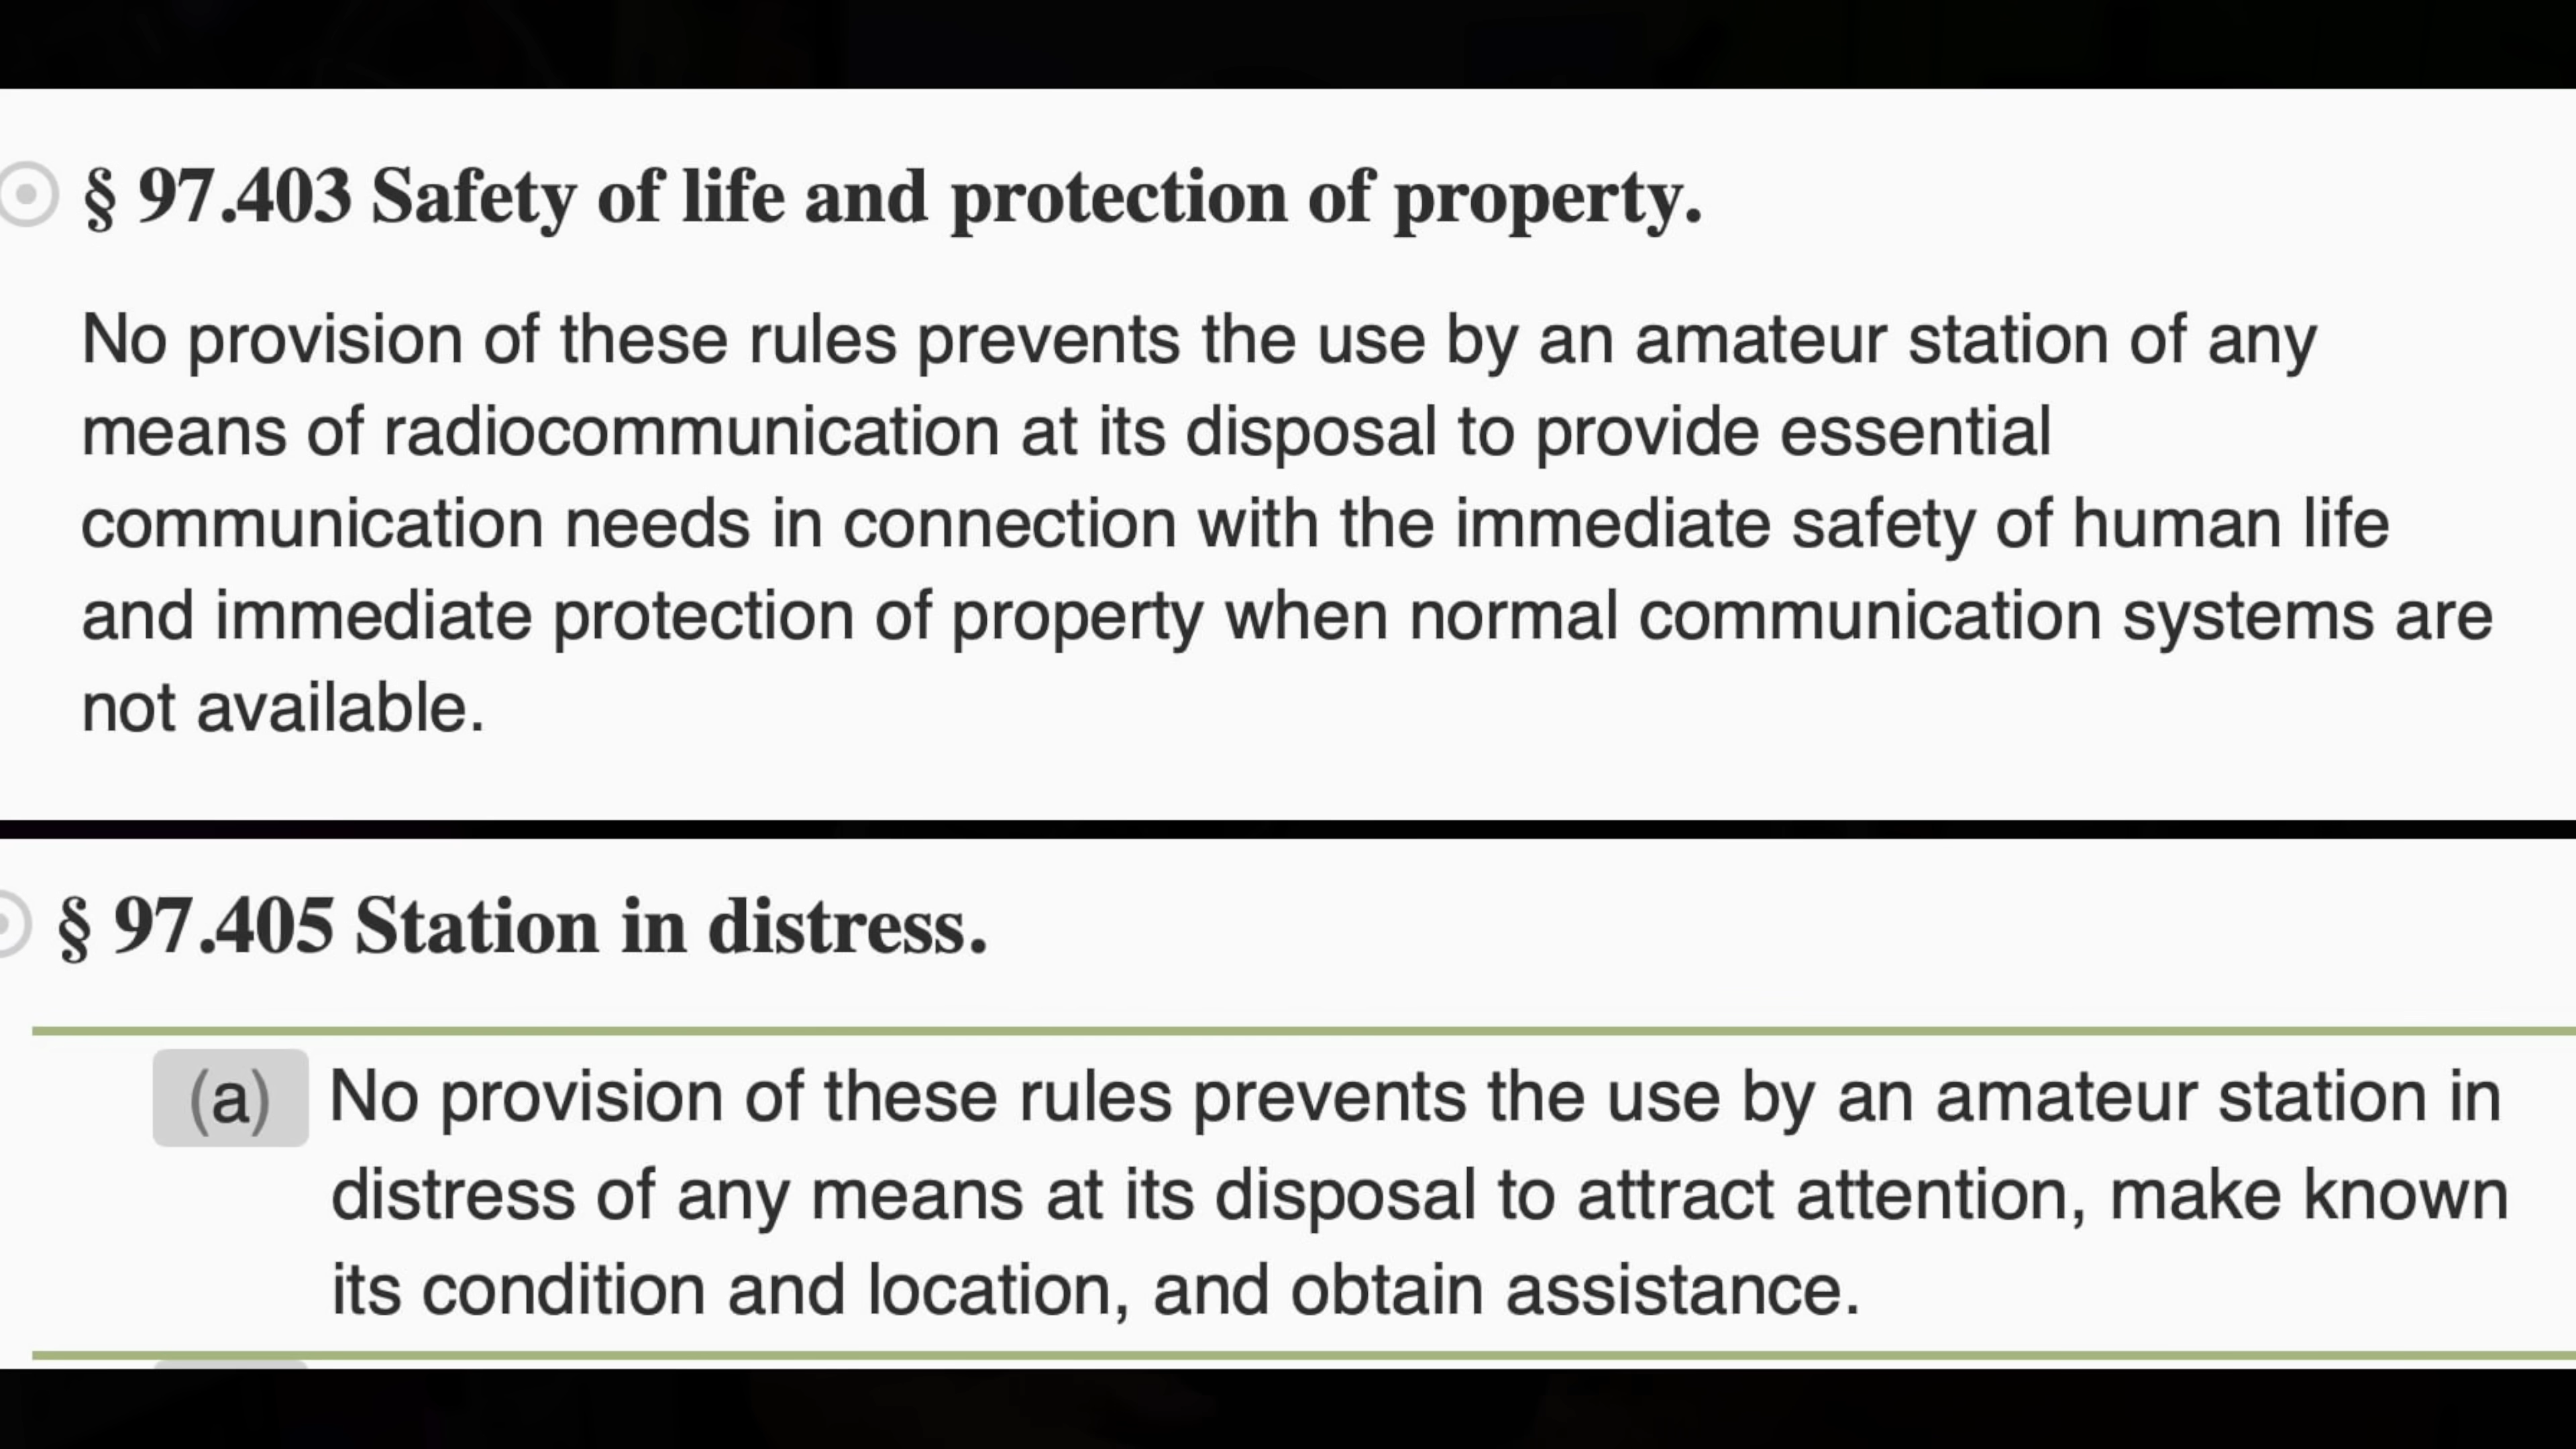 § 97.403 Safety of life and protection of property.
No provision of these rules prevents the use by an amateur station of any
means of radiocommunication at its disposal to provide essential
communication needs in connection with the immediate safety of human life
and immediate protection of property when normal communication systems are
not available.
§ 97.405 Station in distress.
(a) No provision of these rules prevents the use by an amateur station in
distress of any means at its disposal to attract attention, make known
its condition and location, and obtain assistance.